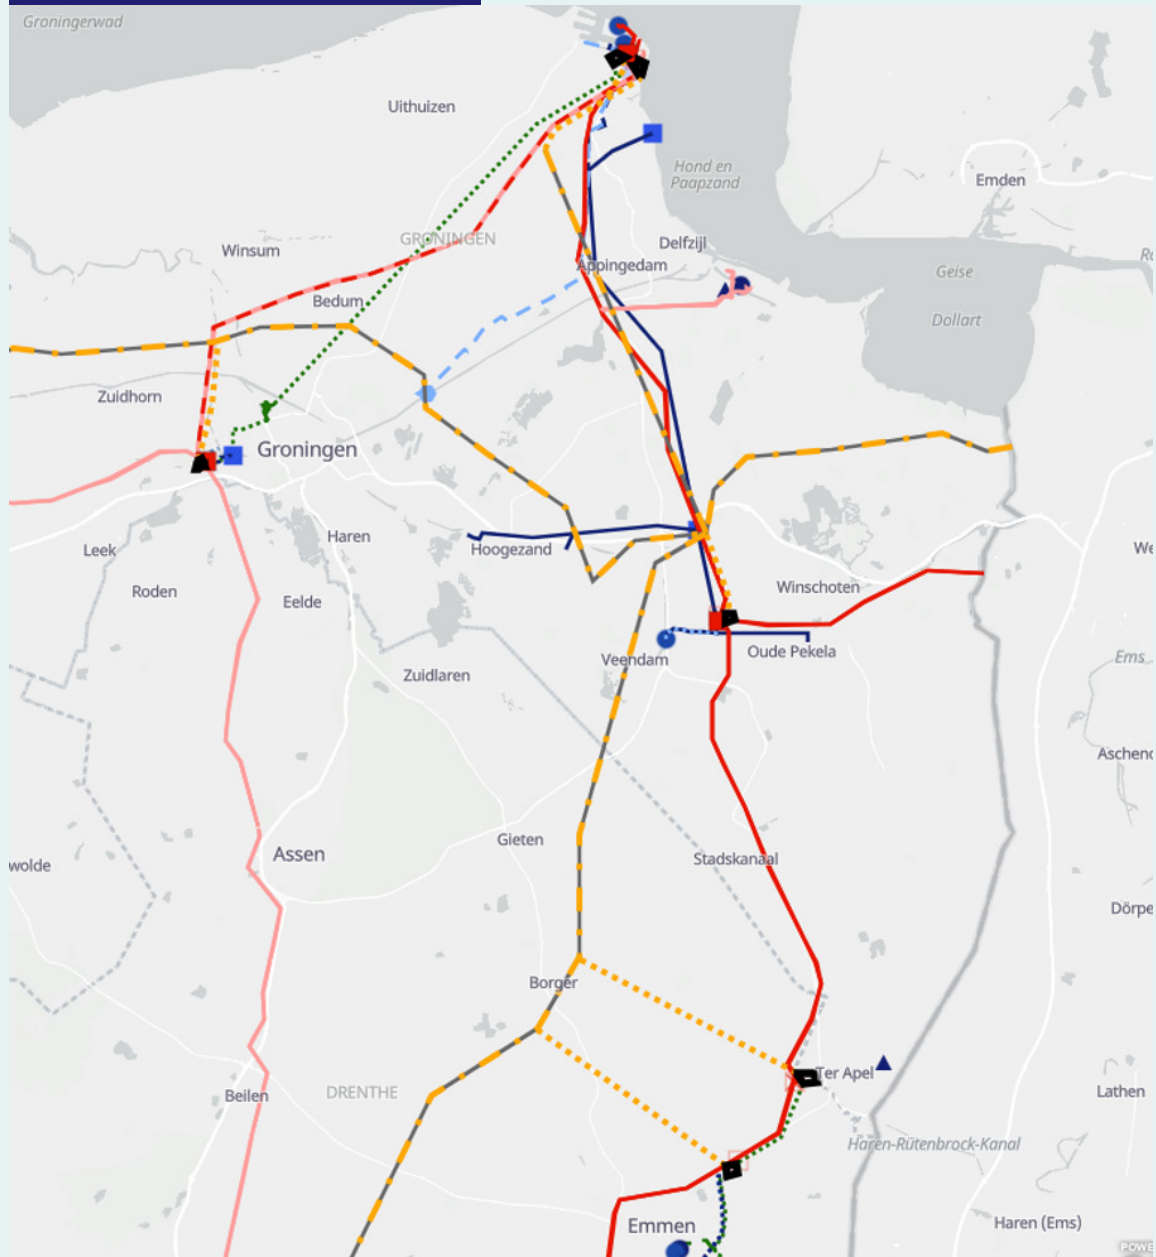 Groningerwad
Uithuizen
Hond en
Paapzand
Emden
GRONINGEN
Winsum
Delfzijl
Appingedam
Geise
Bedum
Dollart
Zuidhorn
Groningen
Haren
Leek
Hoogezand
Roden
Eelde
Winschoten
Veendam
Oude Pekela
Ems
Zuidlaren
Aschend
Gieten
Assen
Stadskanaal
wolde
Dörpe
Borger
Ter Apel
Beilen
DRENTHE
Lathen
Haren-Rütenbrock-Kanal
Emmen
Haren (Ems)
POWE